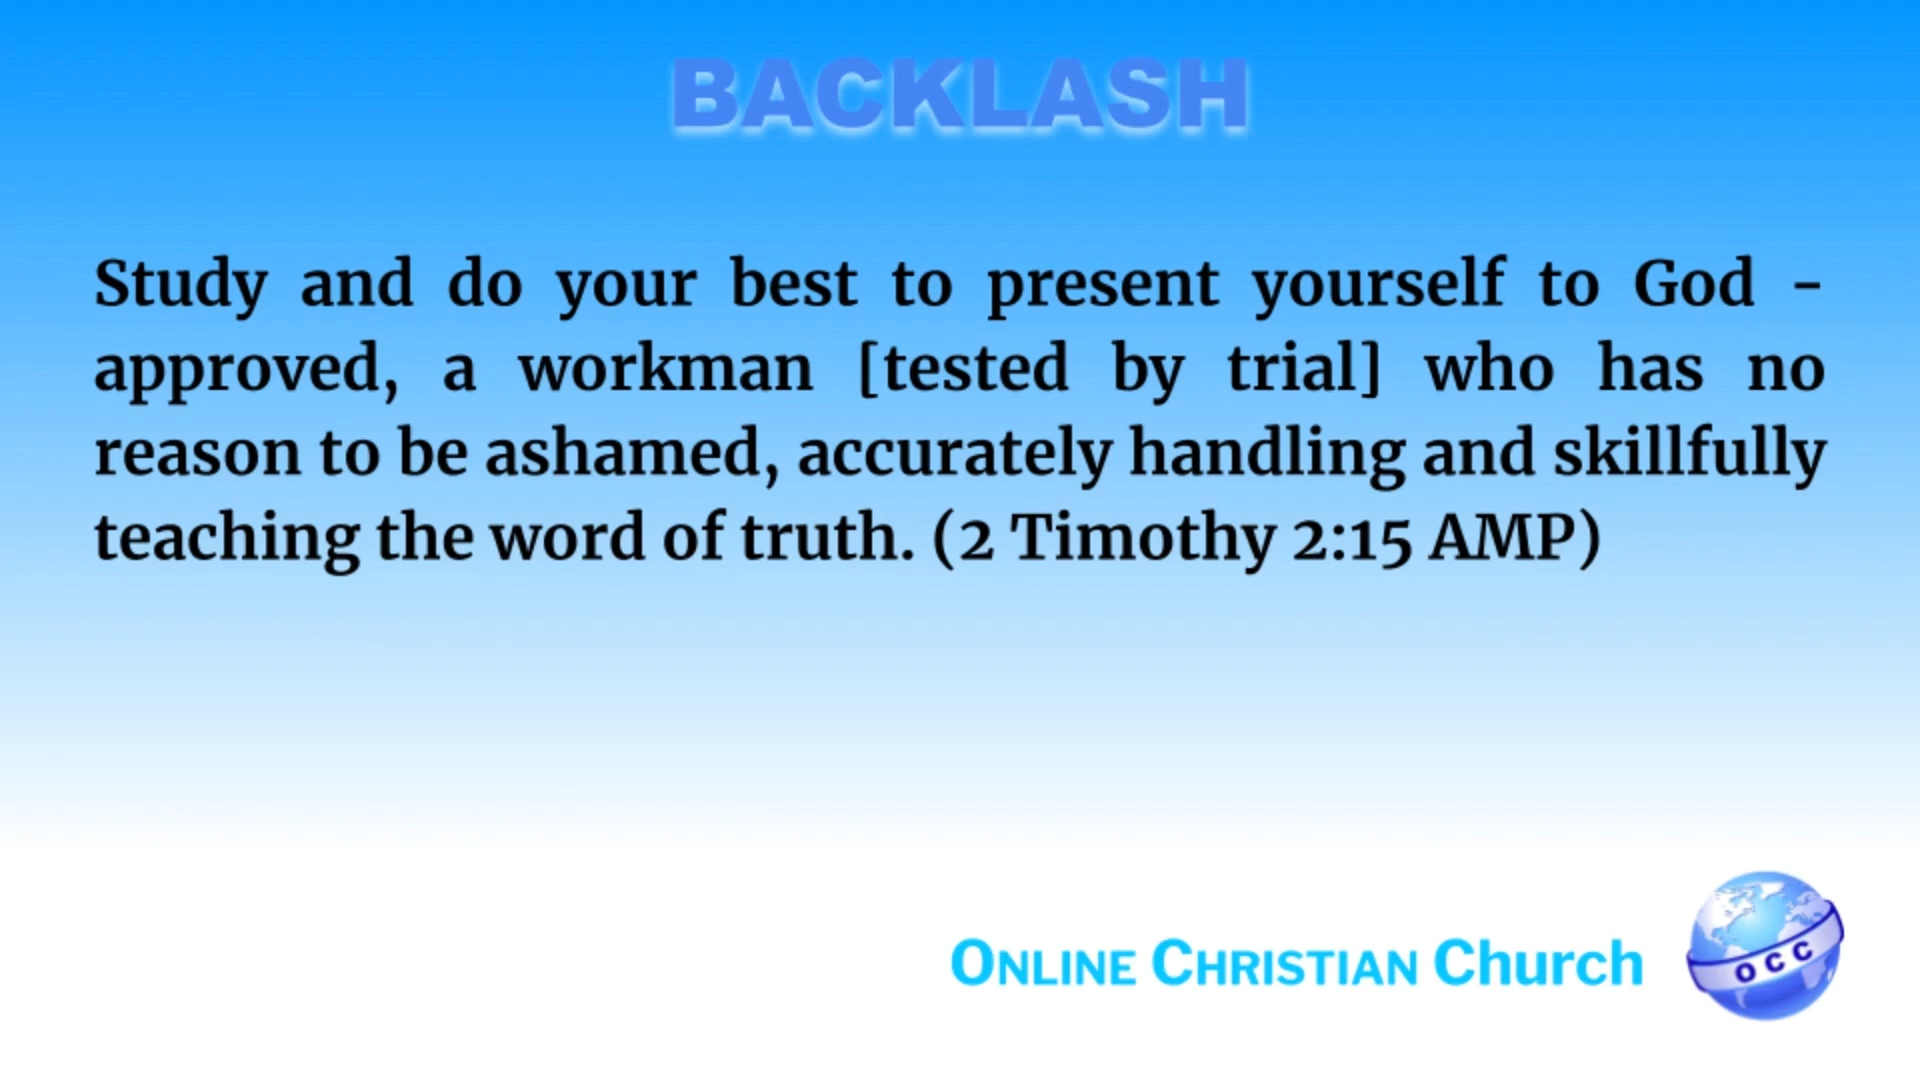 BACKLASH
Study and do your best to present yourself to God -
approved, a workman [tested by trial] who has no
reason to be ashamed, accurately handling and skillfully
teaching the word of truth. (2 Timothy 2:15 AMP)
ONLINE CHRISTIAN Church
OCC